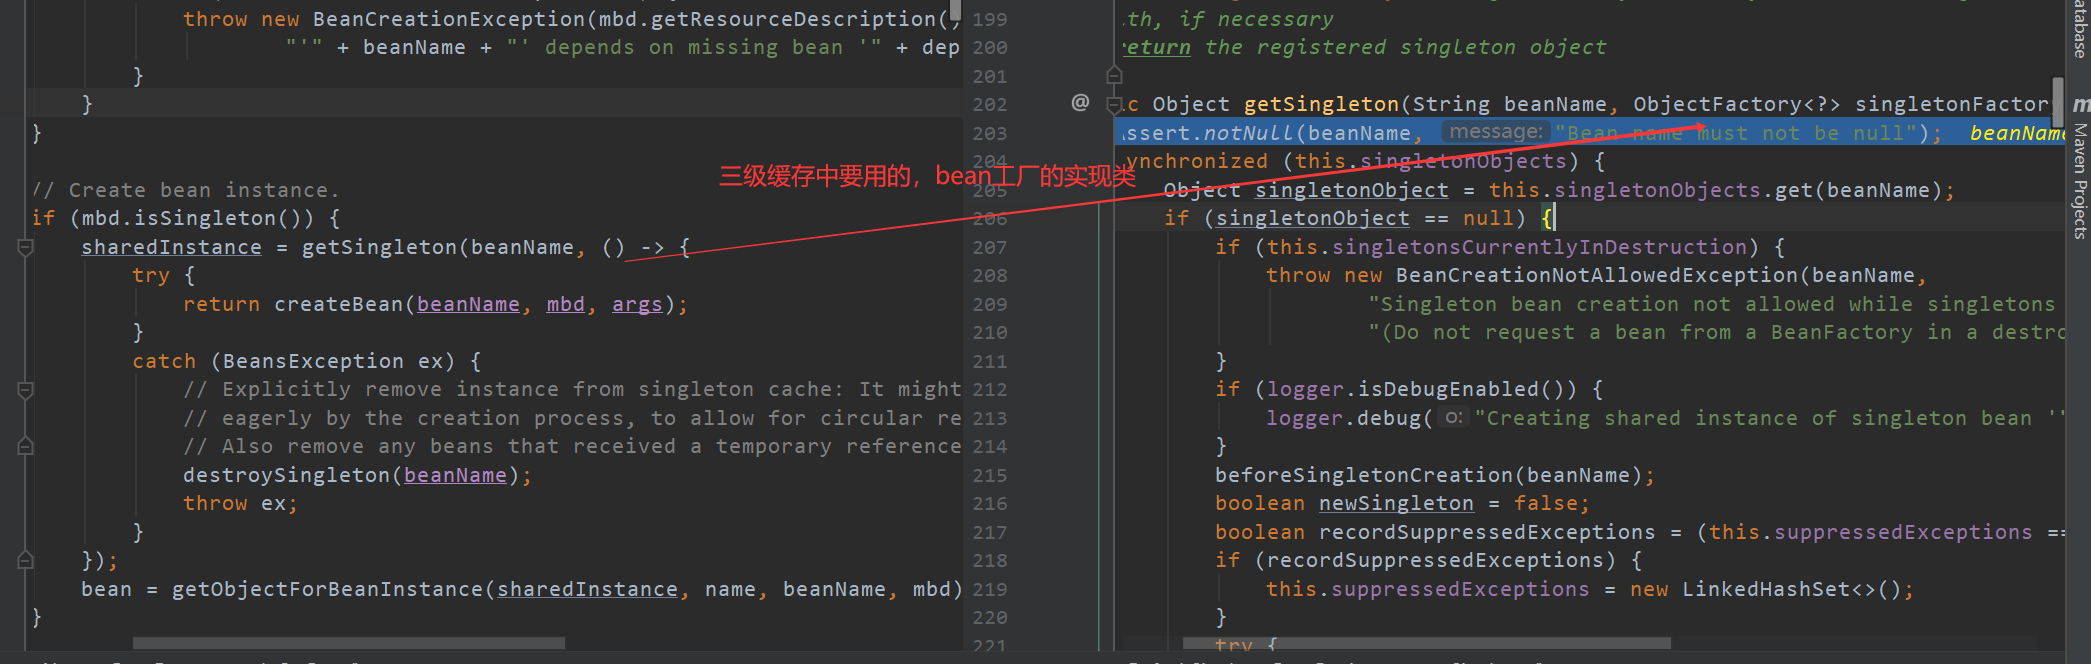 throw new BeanCreationException(mbd.getResourceDescription(),
"'" + beanName + "' depends on missing bean '" + dep
}
}
}
// Create bean instance.
if (mbd.isSingleton()) {
sharedInstance = getSingleton(beanName, () -> {
try {
return createBean(beanName, mbd, args);
}
catch (BeansException ex) {
// Explicitly remove instance from singleton cache: It might
// eagerly by the creation process, to allow for circular re
// Also remove any beans that received a temporary reference
destroySingleton(beanName);
throw ex;
}
});
bean = getObjectForBeanInstance(sharedInstance, name, beanName, mbd)
}
三级缓存中要用的，bean工厂的实现类
199 th, if necessary
200 return the registered singleton object
201
202 @ c Object getSingleton(String beanName, ObjectFactory<?> singletonFactory
203 Assert.notNull(beanName, message: "Bean name must not be null"); beanName
204 ynchronized (this.singletonObjects) {
205 Object singletonObject = this.singletonObjects.get(beanName);
206 if (singletonObject == null) {
207 if (this.singletonsCurrentlyInDestruction) {
208 throw new BeanCreationNotAllowedException(beanName,
209 "Singleton bean creation not allowed while singletons
210 "(Do not request a bean from a BeanFactory in a destro
211 }
212 if (logger.isDebugEnabled()) {
213 logger.debug( o: "Creating shared instance of singleton bean '"
214 }
215 beforeSingletonCreation(beanName);
216 boolean newSingleton = false;
217 boolean recordSuppressedExceptions = (this.suppressedExceptions ==
218 if (recordSuppressedExceptions) {
219 this.suppressedExceptions = new LinkedHashSet<>();
220 }
221 try {
atabase
m Maven Projects